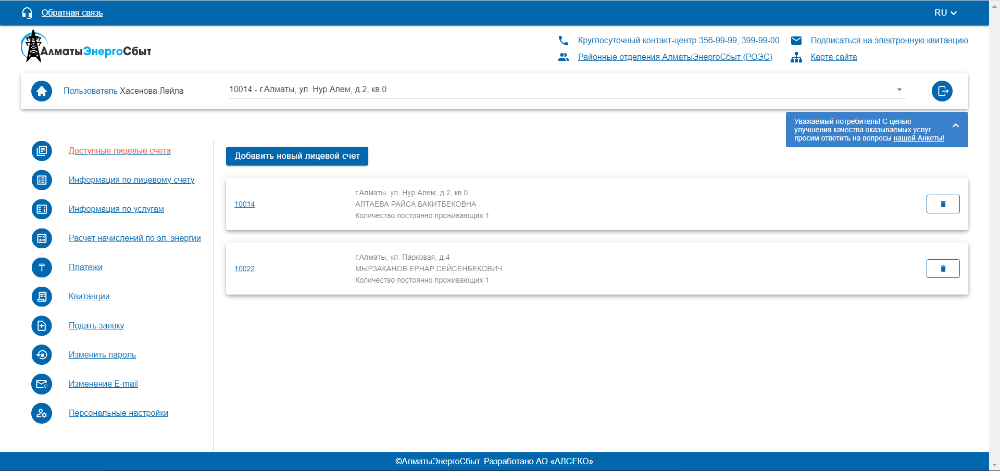 Обратная связь
RU
АлматыЭнергоСбыт
Круглосуточный контакт-центр 356-99-99, 399-99-00
Подписаться на электронную квитанцию
Районные отделения АлматыЭнергоСбыт (РОЭС)
Карта сайта
Пользователь Хасенова Лейла
10014 - г.Алматы, ул. Нур Алем, д.2, кв.0
Уважаемый потребитель! С целью
улучшения качества оказываемых услуг
просим ответить на вопросы нашей Анкеты!
Доступные лицевые счета
Информация по лицевому счету
Информация по услугам
Расчет начислений по эл. энергии
Платежи
Квитанции
Подать заявку
Изменить пароль
Изменение E-mail
Персональные настройки
Добавить новый лицевой счет
10014
г.Алматы, ул. Нур Алем, д.2, кв.0
АЛТАЕВА РАЙСА БАКИТБЕКОВНА
Количество постоянно проживающих 1
10022
г.Алматы, ул. Парковая, д.4
МЫРЗАКАНОВ ЕРНАР СЕЙСЕНБЕКОВИЧ
Количество постоянно проживающих 1
©АлматыЭнергоСбыт. Разработано АО «АЛСЕКО»